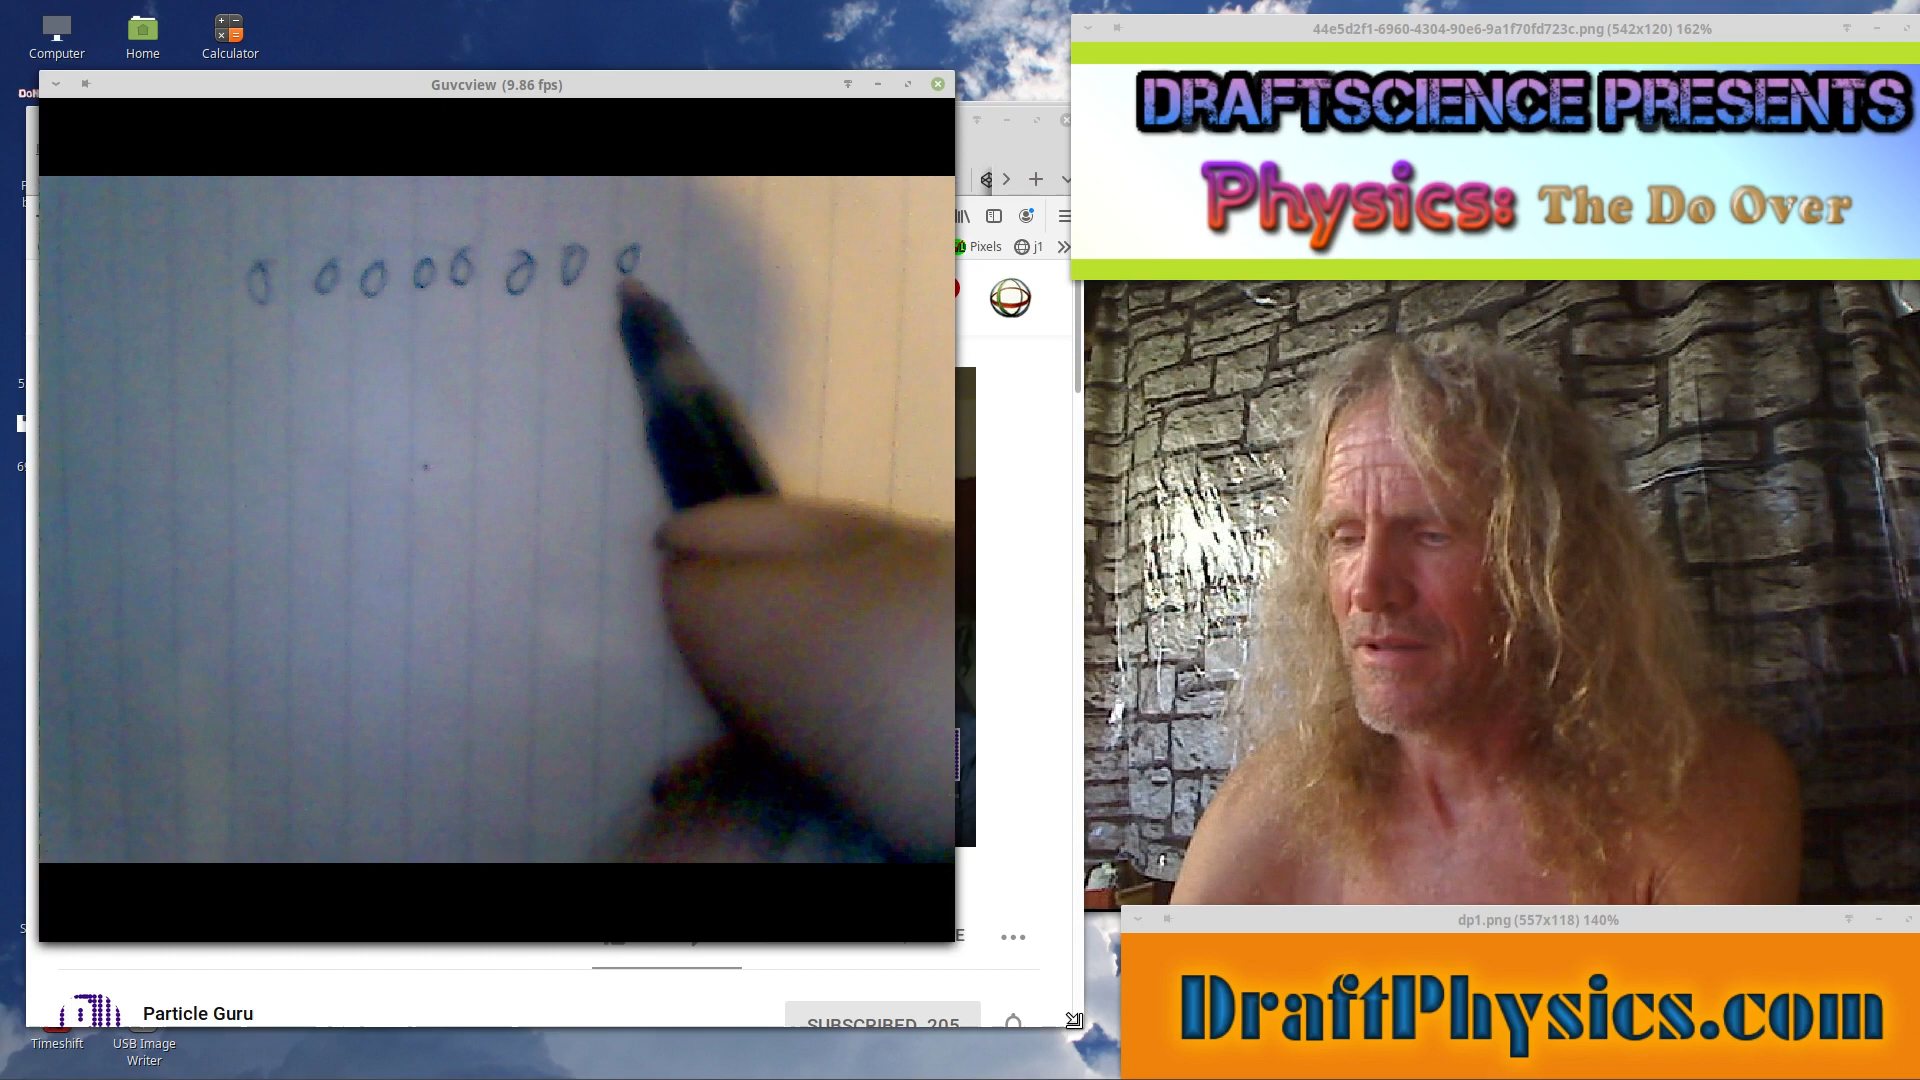 Computer
Home
Calculator
Guvcview (9.86 fps)
44e5d2f1-6960-4304-90e6-9a1f70fd723c.png (542x120) 162%
DRAFTSCIENCE PRESENTS
Physics: The Do Over
Pixels
j1
0 0 0 0 0 0 0 0
Particle Guru
SUBSCRIBED 205
dp1.png (557x118) 140%
DraftPhysics.com
Timeshift
USB Image
Writer